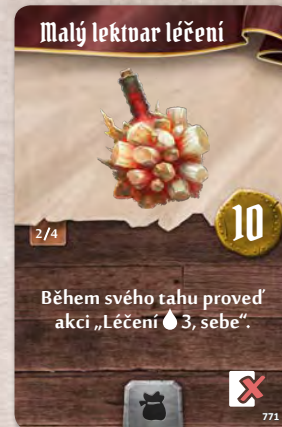 Malý lektvar léčení
2/4
10
Během svého tahu proveď
akci „Léčení 3, sebe“.
771